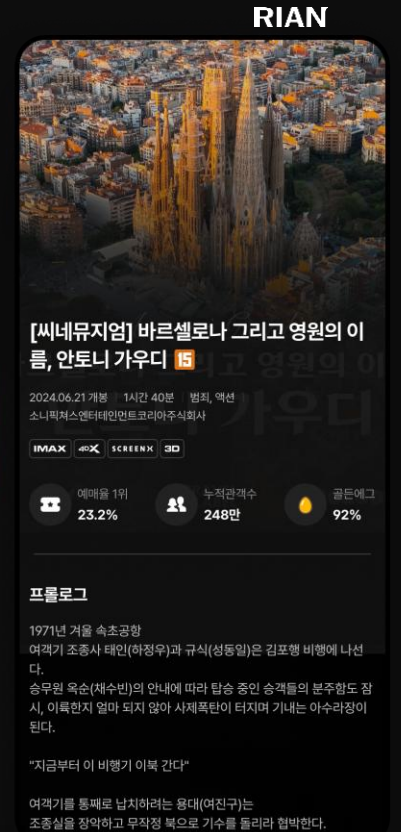 RIAN
[씨네뮤지엄] 바르셀로나 그리고 영원의 이
름, 안토니 가우디 15
2024.06.21 개봉 1시간 40분 범죄, 액션
소니픽쳐스엔터테인먼트코리아주식회사
IMAX 4DX SCREENX 3D
예매율 1위 누적관객수 골든에그
23.2% 248만 92%
프롤로그
1971년 겨울 속초공항
여객기 조종사 태인(하정우)과 규식(성동일)은 김포행 비행에 나선
다.
승무원 옥순(채수빈)의 안내에 따라 탑승 중인 승객들의 분주함도 잠
시, 이륙한지 얼마 되지 않아 사제폭탄이 터지며 기내는 아수라장이
된다.
"지금부터 이 비행기 이북 간다"
여객기를 통째로 납치하려는 용대(여진구)는
조종실을 장악하고 무작정 북으로 기수를 돌리라 협박한다.